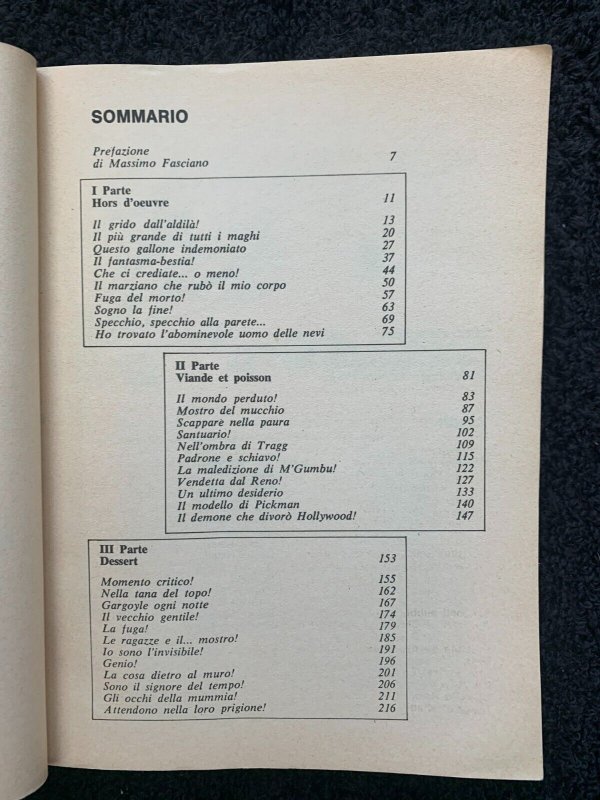 SOMMARIO
Prefazione
di Massimo Fasciano 7
I Parte
Hors d'oeuvre 11
Il grido dall'aldilà! 13
Il più grande di tutti i maghi 20
Questo gallone indemoniato 27
Il fantasma-bestia! 37
Che ci crediate... o meno! 44
Il marziano che rubò il mio corpo 50
Fuga del morto! 57
Sogno la fine! 63
Specchio, specchio alla parete... 69
Ho trovato l'abominevole uomo delle nevi 75
II Parte
Viande et poisson 81
Il mondo perduto! 83
Mostro del mucchio 87
Scappare nella paura 95
Santuario! 102
Nell'ombra di Tragg 109
Padrone e schiavo! 115
La maledizione di M'Gumbu! 122
Vendetta dal Reno! 127
Un ultimo desiderio 133
Il modello di Pickman 140
Il demone che divorò Hollywood! 147
III Parte
Dessert 153
Momento critico! 155
Nella tana del topo! 162
Gargoyle ogni notte 167
Il vecchio gentile! 174
La fuga! 179
Le ragazze e il... mostro! 185
Io sono l'invisibile! 191
Genio! 196
La cosa dietro al muro! 201
Sono il signore del tempo! 206
Gli occhi della mummia! 211
Attendono nella loro prigione! 216